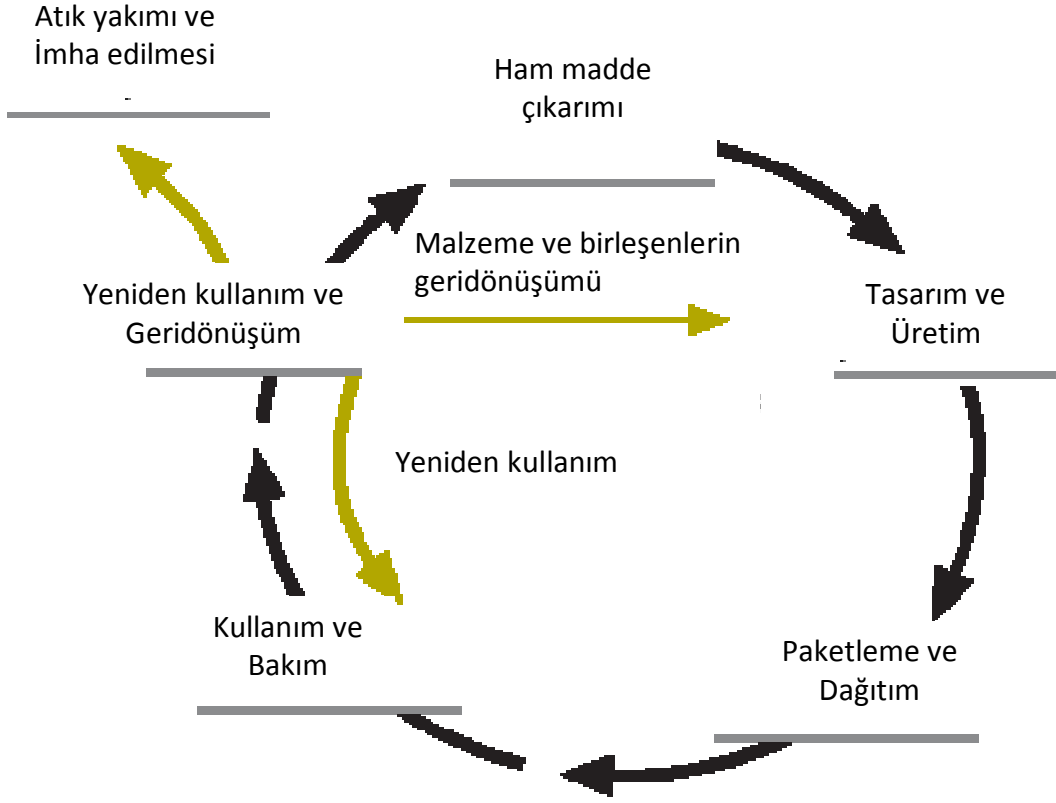 Atık yakımı ve
İmha edilmesi
Ham madde
çıkarımı
Malzeme ve birleşenlerin
geridönüşümü
Yeniden kullanım ve
Geridönüşüm
Tasarım ve
Üretim
Yeniden kullanım
Kullanım ve
Bakım
Paketleme ve
Dağıtım